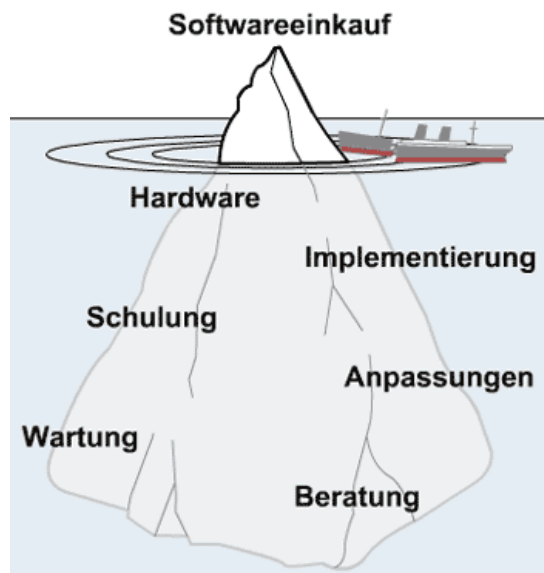 Softwareeinkauf
Hardware
Implementierung
Schulung
Anpassungen
Wartung
Beratung